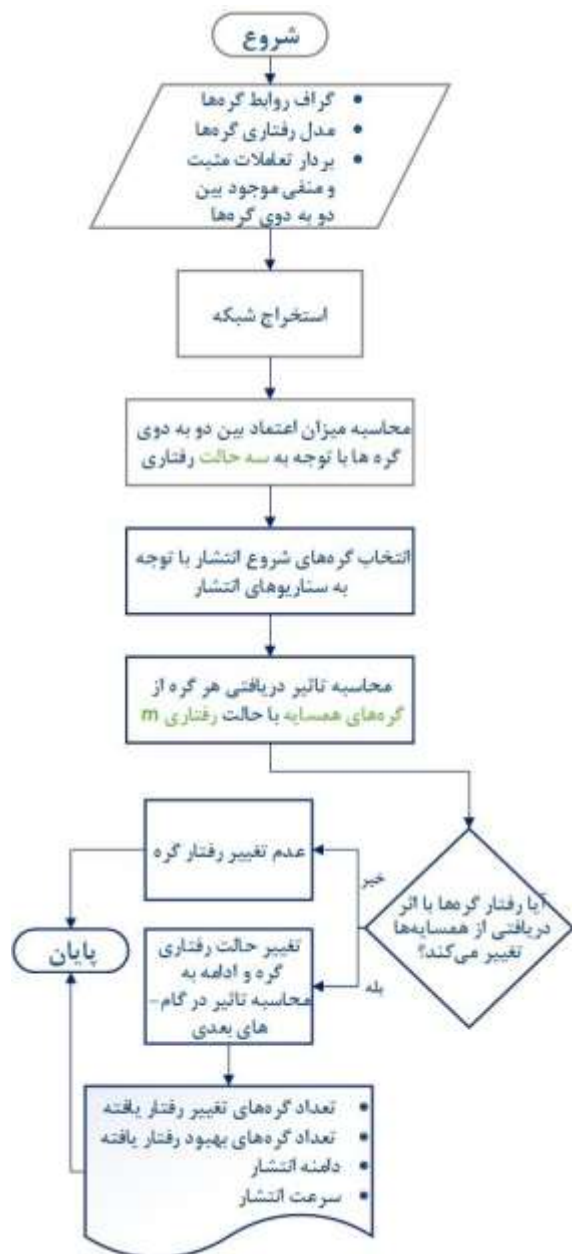 شروع
• گراف روابط گره‌ها
• مدل رفتاری گره‌ها
• بردار تعاملات مثبت
و منفی موجود بین
دو به دوی گره‌ها
استخراج شبکه
محاسبه میزان اعتماد بین دو به دوی
گره ها با توجه به سه حالت رفتاری
انتخاب گره‌های شروع انتشار با توجه
به سناریوهای انتشار
محاسبه تاثیر دریافتی هر گره از
گره‌های همسایه با حالت رفتاری m
آیا رفتار گره‌ها با اثر
دریافتی از همسایه‌ها
تغییر می‌کند؟
خیر
عدم تغییر رفتار گره
بله
تغییر حالت رفتاری
گره و ادامه به
محاسبه تاثیر در گام-
های بعدی
پایان
• تعداد گره‌های تغییر رفتار یافته
• تعداد گره‌های بهبود رفتار یافته
• دامنه انتشار
• سرعت انتشار